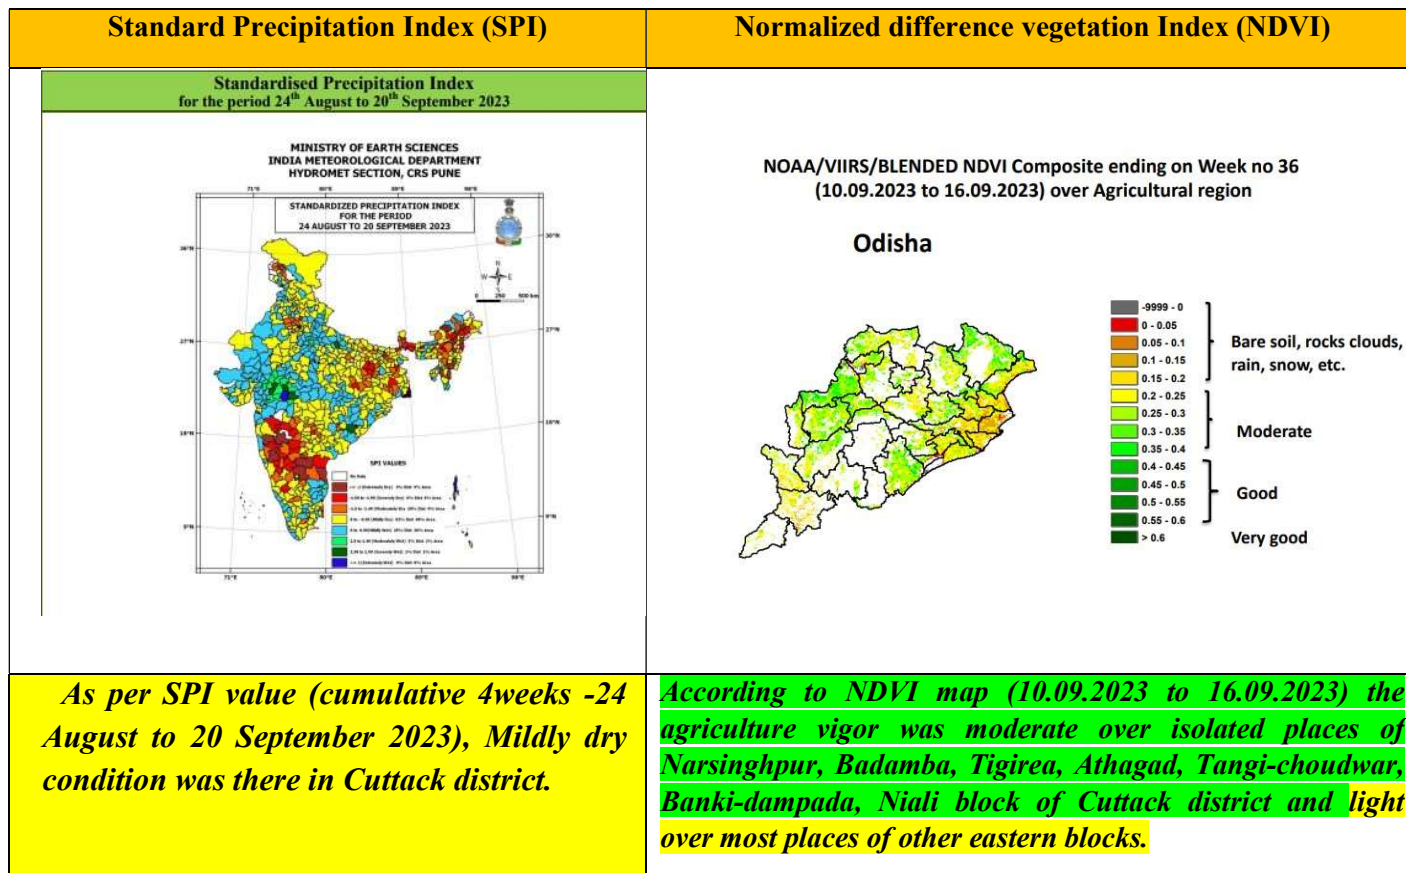 Standard Precipitation Index (SPI)
Normalized difference vegetation Index (NDVI)
Standardised Precipitation Index
for the period 24th August to 20th September 2023
MINISTRY OF EARTH SCIENCES
INDIA METEOROLOGICAL DEPARTMENT
HYDROMET SECTION, CRS PUNE
STANDARDIZED PRECIPITATION INDEX
FOR THE PERIOD
24 AUGUST TO 20 SEPTEMBER 2023
N
W E
S
0 250 500 km
27°N
18°N
9°N
SPI VALUES
No Data
71°E
NOAA/VIIRS/BLENDED NDVI Composite ending on Week no 36
(10.09.2023 to 16.09.2023) over Agricultural region
Odisha
-9999 - 0
0 - 0.05
0.05 - 0.1
0.1 - 0.15
0.15 - 0.2
0.2 - 0.25
0.25 - 0.3
0.3 - 0.35
0.35 - 0.4
0.4 - 0.45
0.45 - 0.5
0.5 - 0.55
0.55 - 0.6
> 0.6
Bare soil, rocks clouds,
rain, snow, etc.
Moderate
Good
Very good
As per SPI value (cumulative 4weeks -24
August to 20 September 2023), Mildly dry
condition was there in Cuttack district.
According to NDVI map (10.09.2023 to 16.09.2023) the
agriculture vigor was moderate over isolated places of
Narsinghpur, Badamba, Tigirea, Athagad, Tangi-choudwar,
Banki-dampada, Niali block of Cuttack district and light
over most places of other eastern blocks.